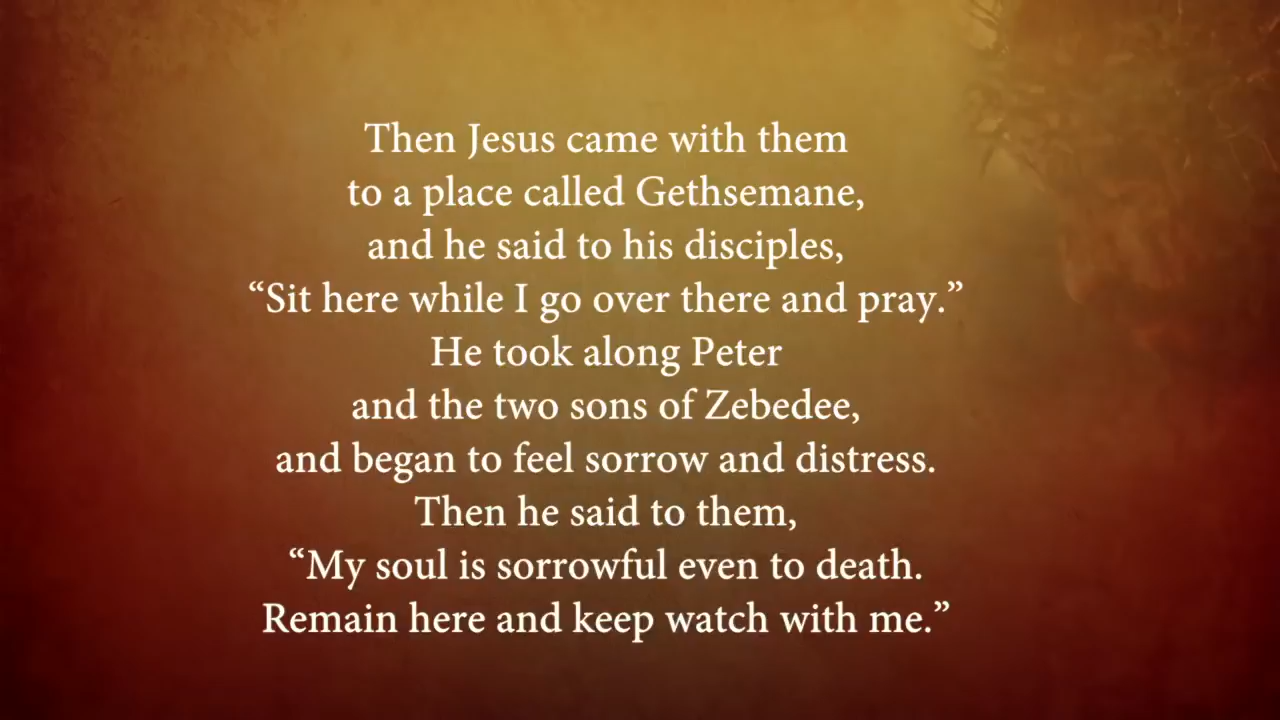 Then Jesus came with them
to a place called Gethsemane,
and he said to his disciples,
“Sit here while I go over there and pray.”
He took along Peter
and the two sons of Zebedee,
and began to feel sorrow and distress.
Then he said to them,
“My soul is sorrowful even to death.
Remain here and keep watch with me.”